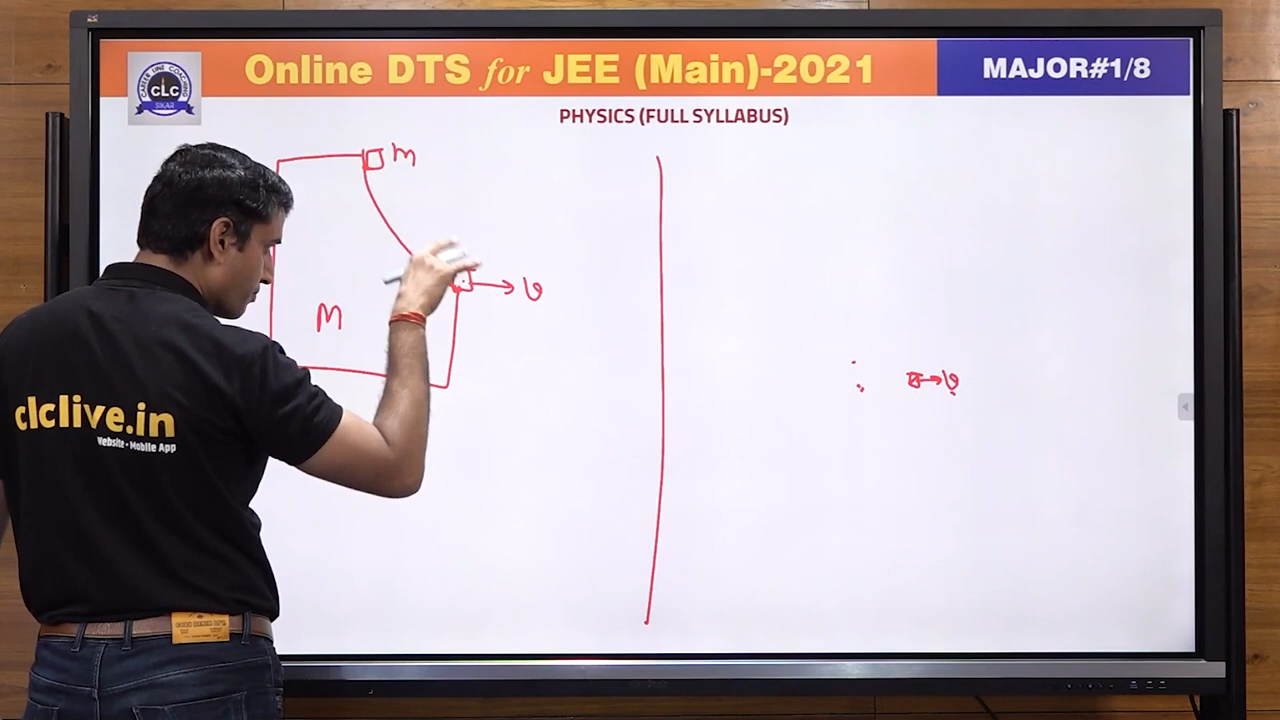 Online DTS for JEE (Main)-2021
MAJOR#1/8
CAREER LINE COACHING
CLC
SIKAR
PHYSICS (FULL SYLLABUS)
m
M
v
v
clclive.in
Website • Mobile App